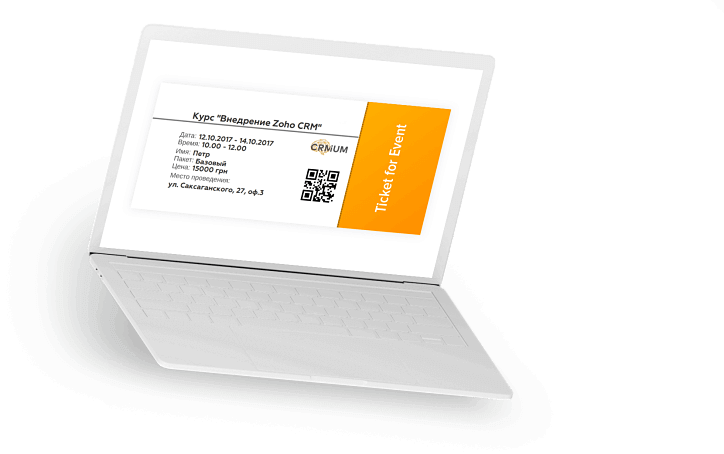 Курс "Внедрение Zoho CRM"
Дата: 12.10.2017 - 14.10.2017
Время: 10.00 - 12.00
Имя: Петр
Пакет: Базовый
Цена: 15000 грн
Место проведения:
ул. Саксаганского, 27, оф.3
CRMIUM
Ticket for Event